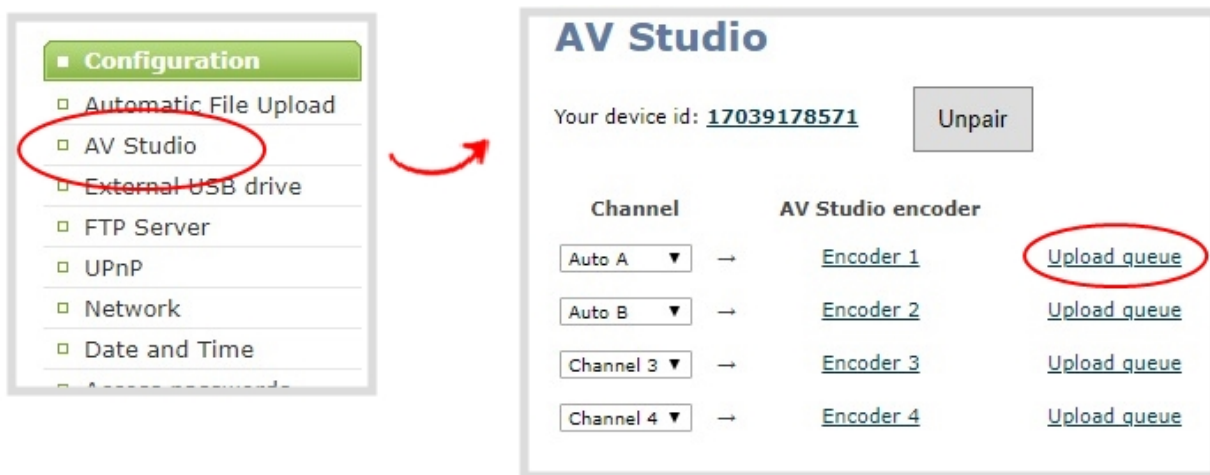 Configuration
Automatic File Upload
AV Studio
External USB drive
FTP Server
UPnP
Network
Date and Time
Access passwords
AV Studio
Your device id: 17039178571 Unpair
Channel AV Studio encoder
Auto A ▼ → Encoder 1 Upload queue
Auto B ▼ → Encoder 2 Upload queue
Channel 3 ▼ → Encoder 3 Upload queue
Channel 4 ▼ → Encoder 4 Upload queue